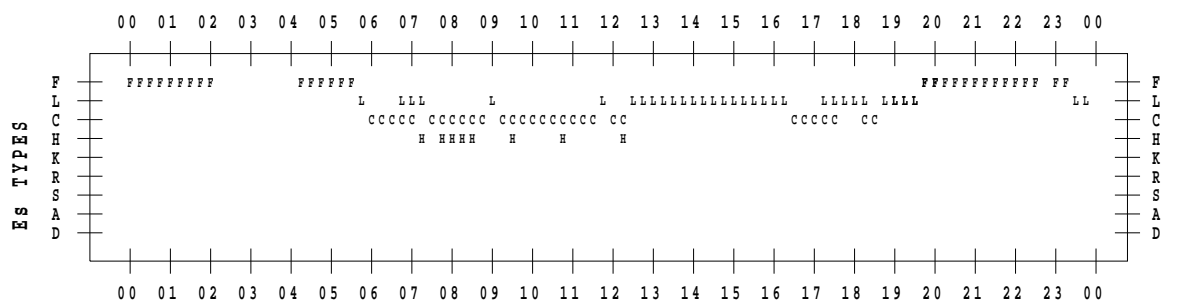 00 01 02 03 04 05 06 07 08 09 10 11 12 13 14 15 16 17 18 19 20 21 22 23 00
F FFFFFFFFF FFFFFF FFFFFFFFFFFF FF F
L L LLL L L LLLLLLLLLLLLLLLL LLLLL LLLL LL L
C CCCCC CCCCCC CCCCCCCCCC CC CCCCC CC C
H H HHHH H H H H
K K
R R
S S
A A
D D
Es TYPES
00 01 02 03 04 05 06 07 08 09 10 11 12 13 14 15 16 17 18 19 20 21 22 23 00